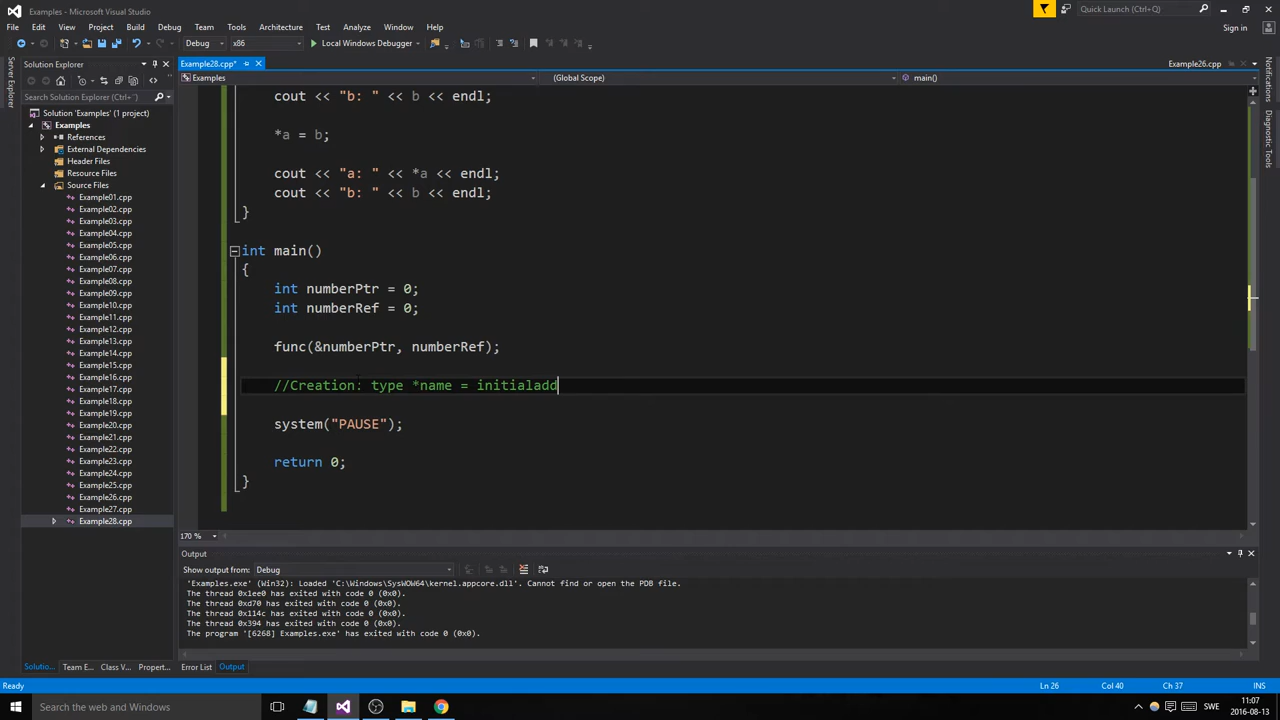 Examples - Microsoft Visual Studio
Quick Launch (Ctrl+Q)
File Edit View Project Build Debug Team Tools Architecture Test Analyze Window Help
Sign in
Debug x86 Local Windows Debugger
Server Explorer
Solution Explorer
Search Solution Explorer (Ctrl+
Solution 'Examples' (1 project)
Examples
References
External Dependencies
Header Files
Resource Files
Source Files
Example01.cpp
Example02.cpp
Example03.cpp
Example04.cpp
Example05.cpp
Example06.cpp
Example07.cpp
Example08.cpp
Example09.cpp
Example10.cpp
Example11.cpp
Example12.cpp
Example13.cpp
Example14.cpp
Example15.cpp
Example16.cpp
Example17.cpp
Example18.cpp
Example19.cpp
Example20.cpp
Example21.cpp
Example22.cpp
Example23.cpp
Example24.cpp
Example25.cpp
Example26.cpp
Example27.cpp
Example28.cpp
Solutio... Team E... Class V... Propert...
Example28.cpp* Example26.cpp
Examples (Global Scope) main()
cout << "b: " << b << endl;
*a = b;
cout << "a: " << *a << endl;
cout << "b: " << b << endl;
}
int main()
{
int numberPtr = 0;
int numberRef = 0;
func(&numberPtr, numberRef);
//Creation: type *name = initialadd
system("PAUSE");
return 0;
}
170 %
Output
Show output from: Debug
'Examples.exe' (Win32): Loaded 'C:\Windows\SysWOW64\kernel.appcore.dll'. Cannot find or open the PDB file.
The thread 0x1ee0 has exited with code 0 (0x0).
The thread 0xd70 has exited with code 0 (0x0).
The thread 0x114c has exited with code 0 (0x0).
The thread 0x394 has exited with code 0 (0x0).
The program '[6268] Examples.exe' has exited with code 0 (0x0).
Error List Output
Notifications
Diagnostic Tools
Ready Ln 26 Col 40 Ch 37 INS
Search the web and Windows
SWE
11:07
2016-08-13